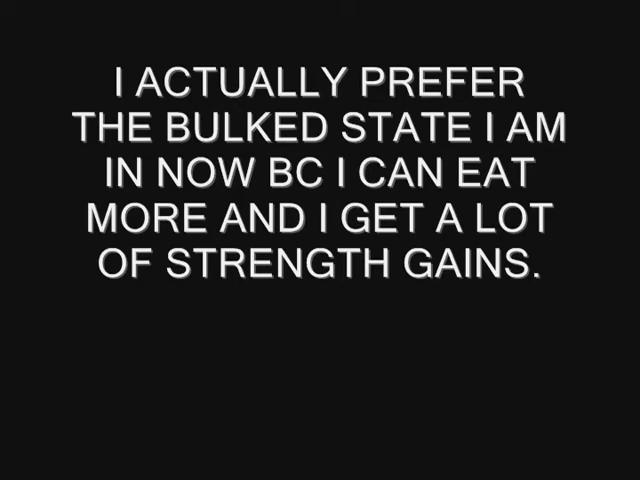 I ACTUALLY PREFER
THE BULKED STATE I AM
IN NOW BC I CAN EAT
MORE AND I GET A LOT
OF STRENGTH GAINS.